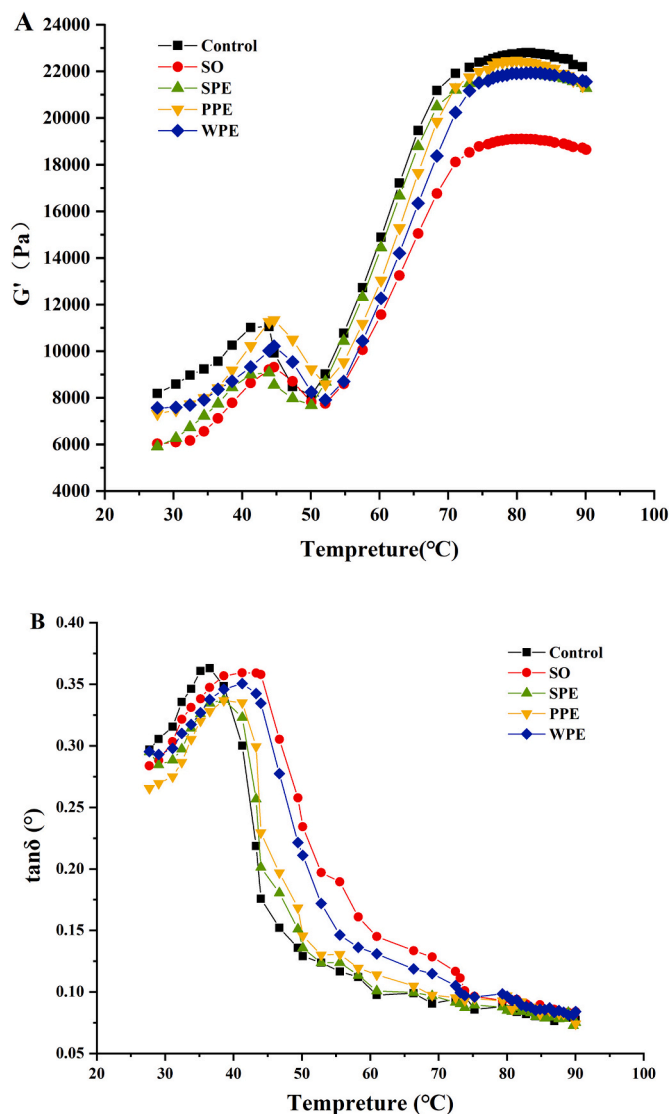 A
Control
SO
SPE
PPE
WPE
24000
22000
20000
18000
16000
14000
12000
10000
8000
6000
4000
G'（Pa）
20 30 40 50 60 70 80 90 100
Tempreture(°C)
B
Control
SO
SPE
PPE
WPE
0.40
0.35
0.30
0.25
0.20
0.15
0.10
0.05
tanδ (°)
20 30 40 50 60 70 80 90 100
Tempreture (°C)